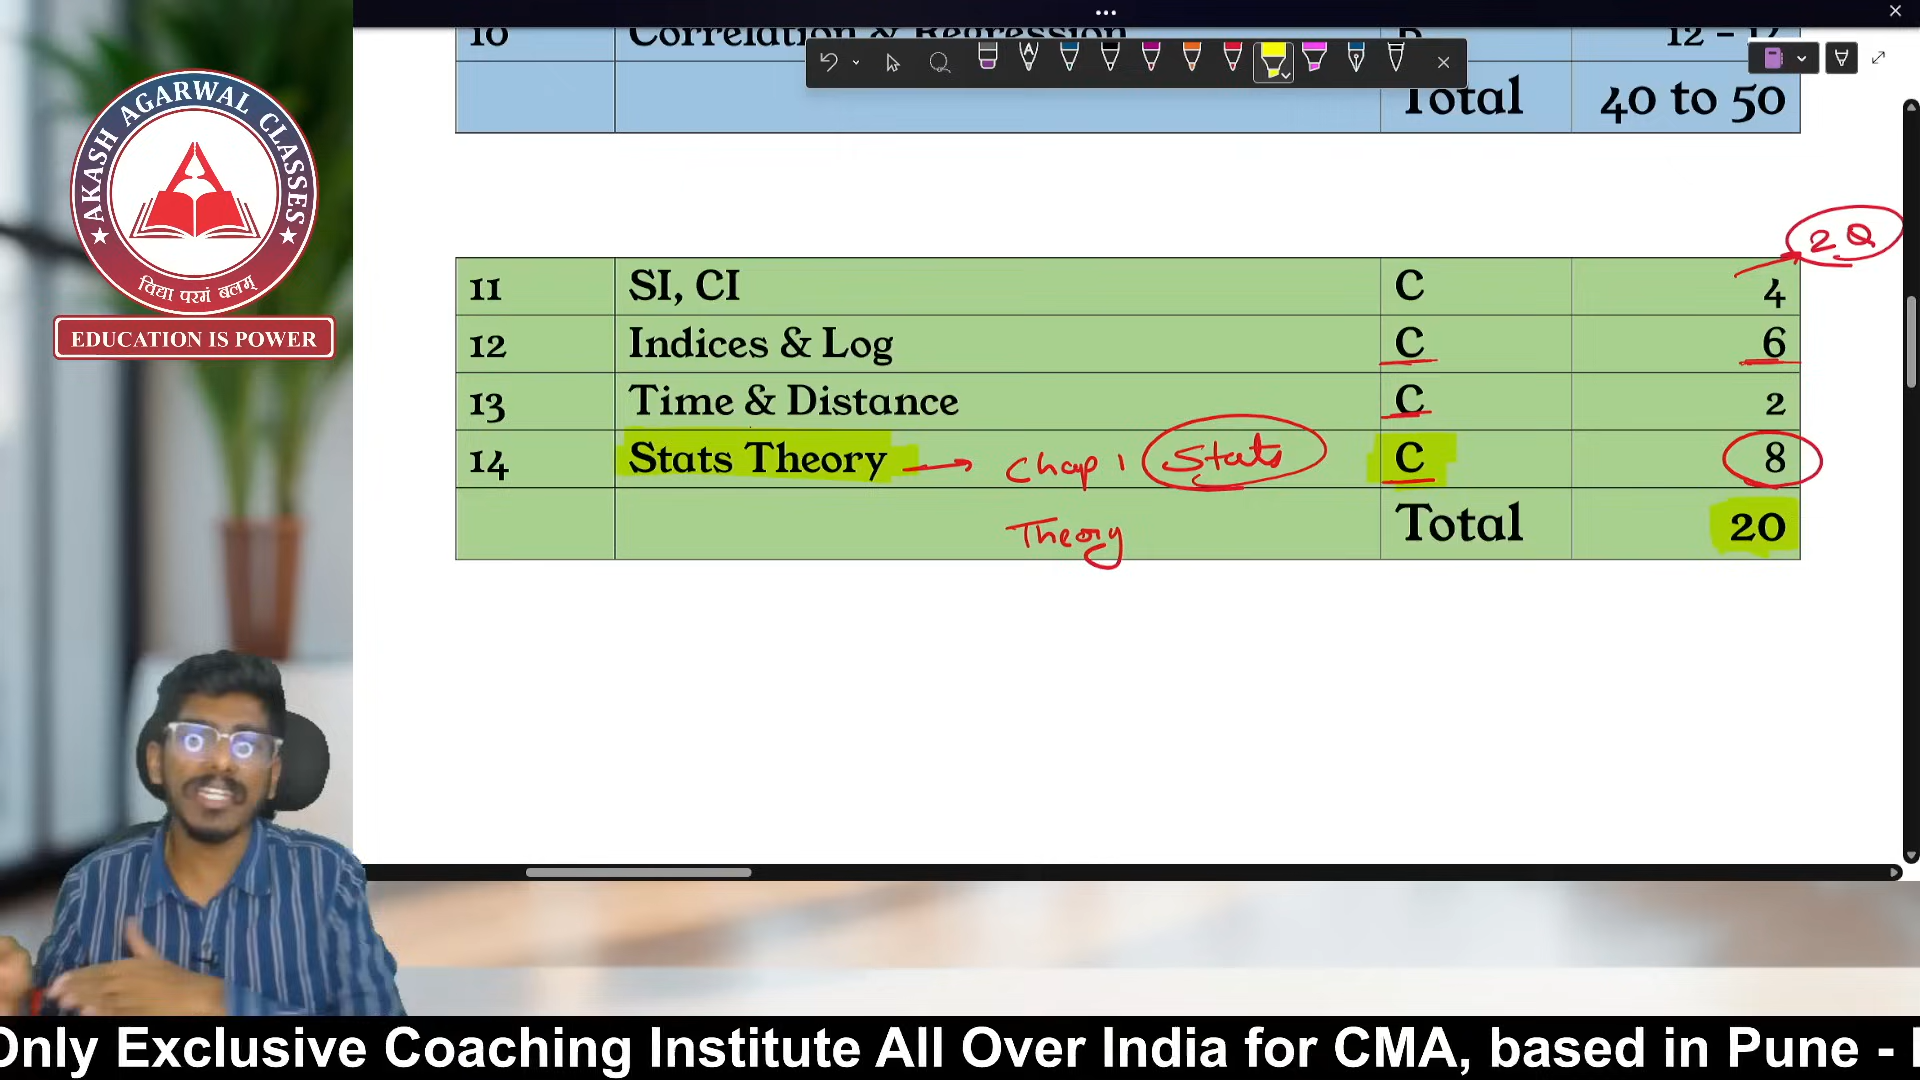 10 Correlation & Regression B 12 –
Total 40 to 50
AKASH AGARWAL CLASSES
विद्या परमं बलम्
EDUCATION IS POWER
2 Q
11 SI, CI C 4
12 Indices & Log C 6
13 Time & Distance C 2
14 Stats Theory → Chap 1 Stats C 8
Theory
Total 20
Only Exclusive Coaching Institute All Over India for CMA, based in Pune -